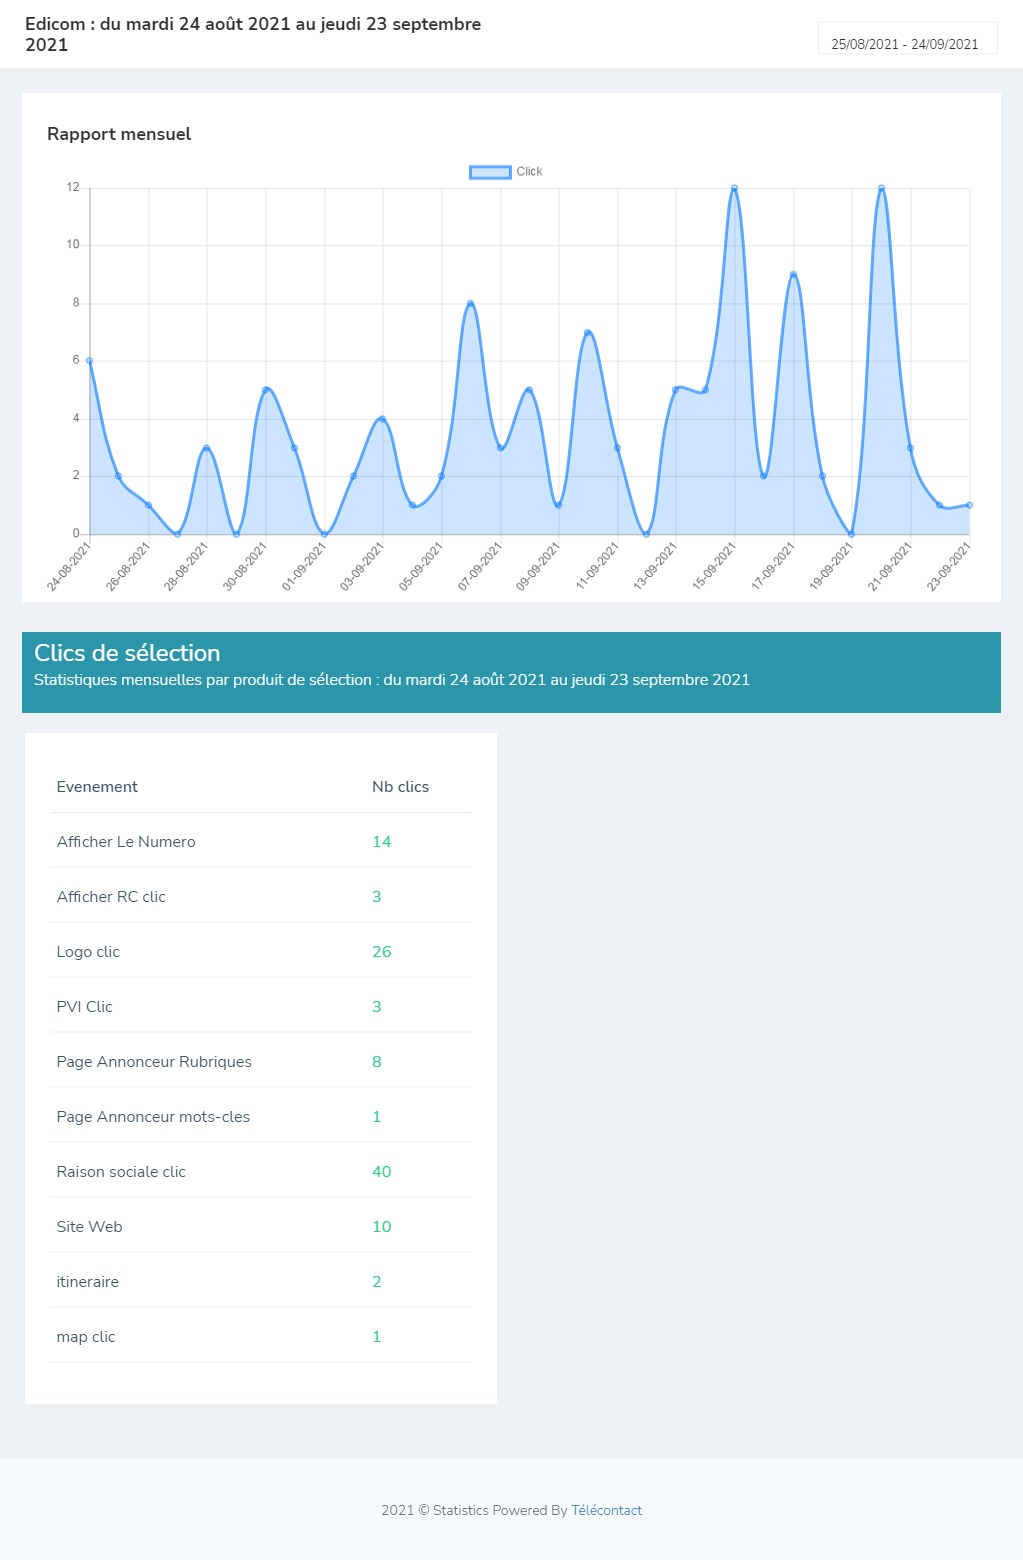 Edicom : du mardi 24 août 2021 au jeudi 23 septembre
2021
25/08/2021 - 24/09/2021
Rapport mensuel
Click
12
10
8
6
4
2
0
24-08-2021
26-08-2021
28-08-2021
30-08-2021
01-09-2021
03-09-2021
05-09-2021
07-09-2021
09-09-2021
11-09-2021
13-09-2021
15-09-2021
17-09-2021
19-09-2021
21-09-2021
23-09-2021
Clics de sélection
Statistiques mensuelles par produit de sélection : du mardi 24 août 2021 au jeudi 23 septembre 2021
Evenement Nb clics
Afficher Le Numero 14
Afficher RC clic 3
Logo clic 26
PVI Clic 3
Page Annonceur Rubriques 8
Page Annonceur mots-cles 1
Raison sociale clic 40
Site Web 10
itineraire 2
map clic 1
2021 © Statistics Powered By Télécontact